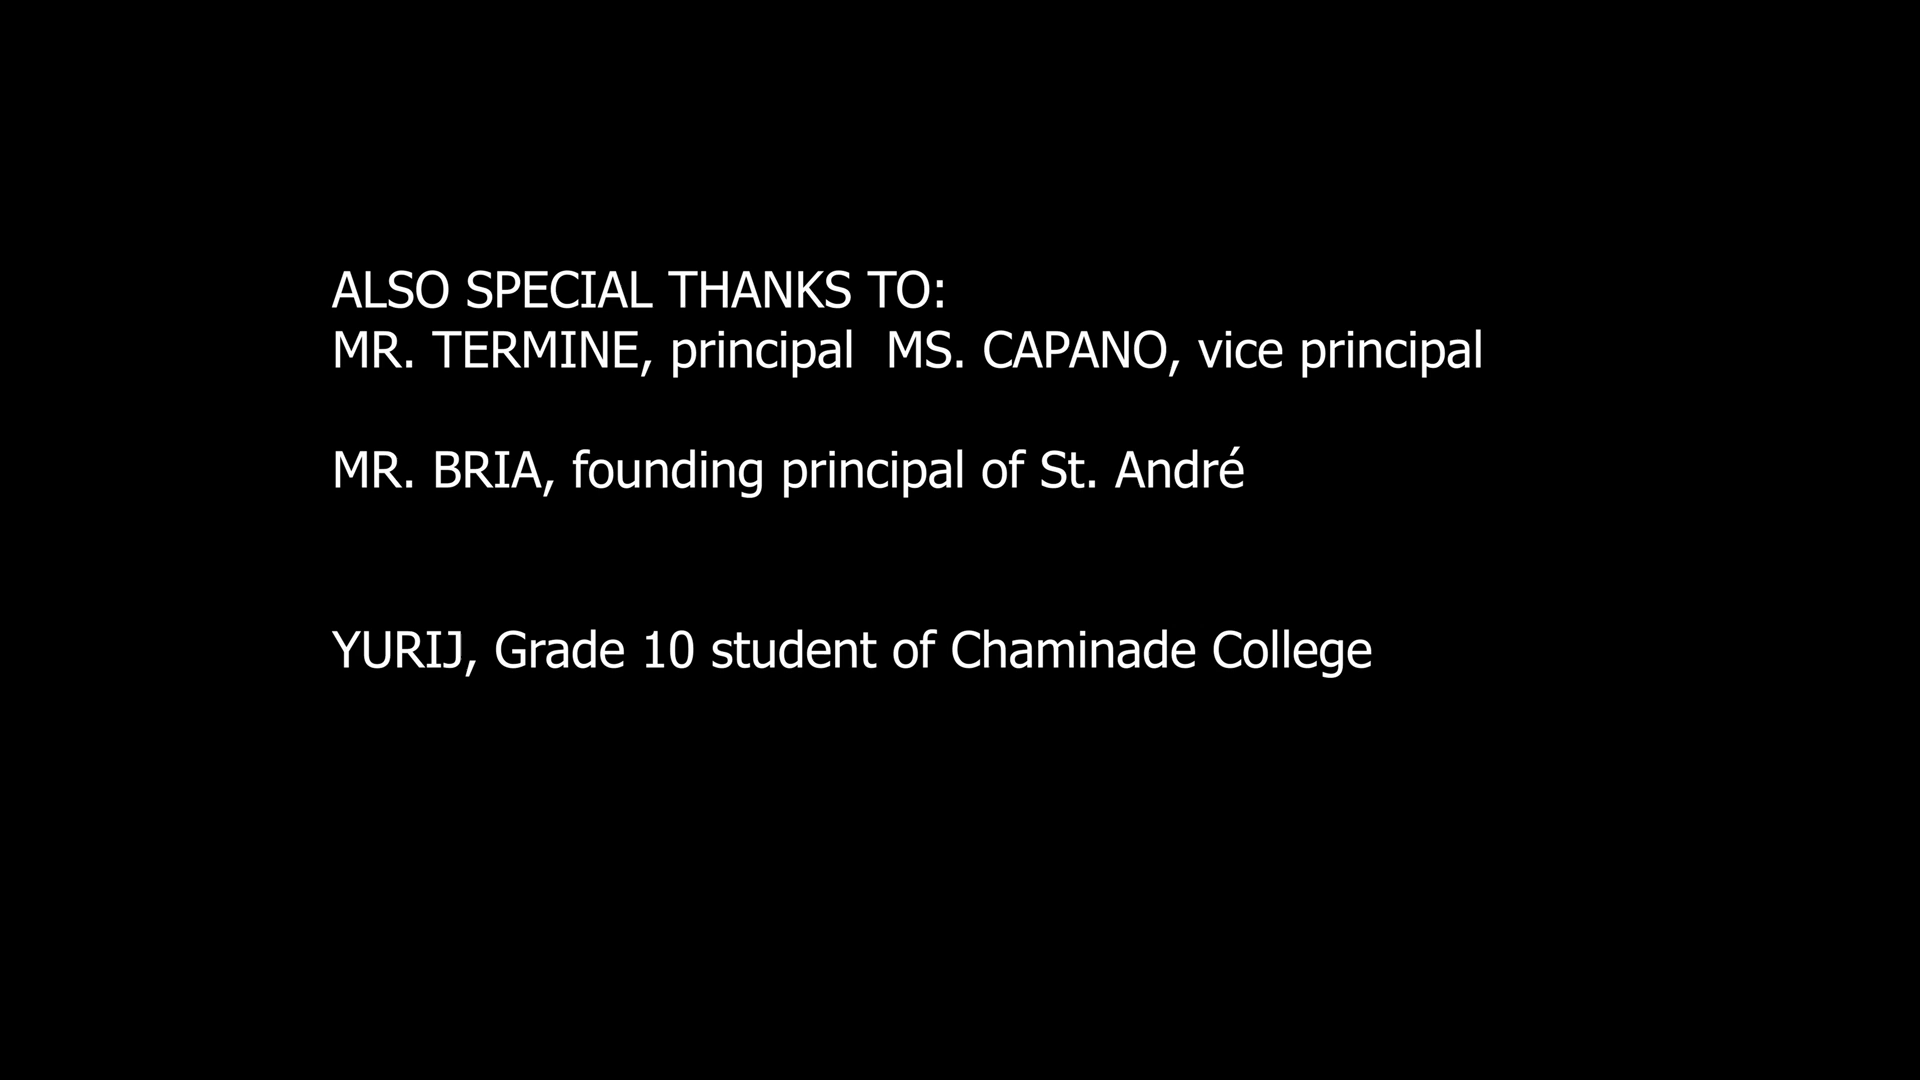 ALSO SPECIAL THANKS TO:
MR. TERMINE, principal  MS. CAPANO, vice principal
MR. BRIA, founding principal of St. André
YURIJ, Grade 10 student of Chaminade College